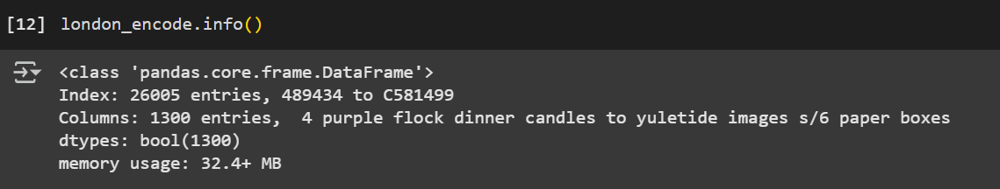 [12] london_encode.info()
<class 'pandas.core.frame.DataFrame'>
Index: 26005 entries, 489434 to C581499
Columns: 1300 entries,  4 purple flock dinner candles to yuletide images s/6 paper boxes
dtypes: bool(1300)
memory usage: 32.4+ MB